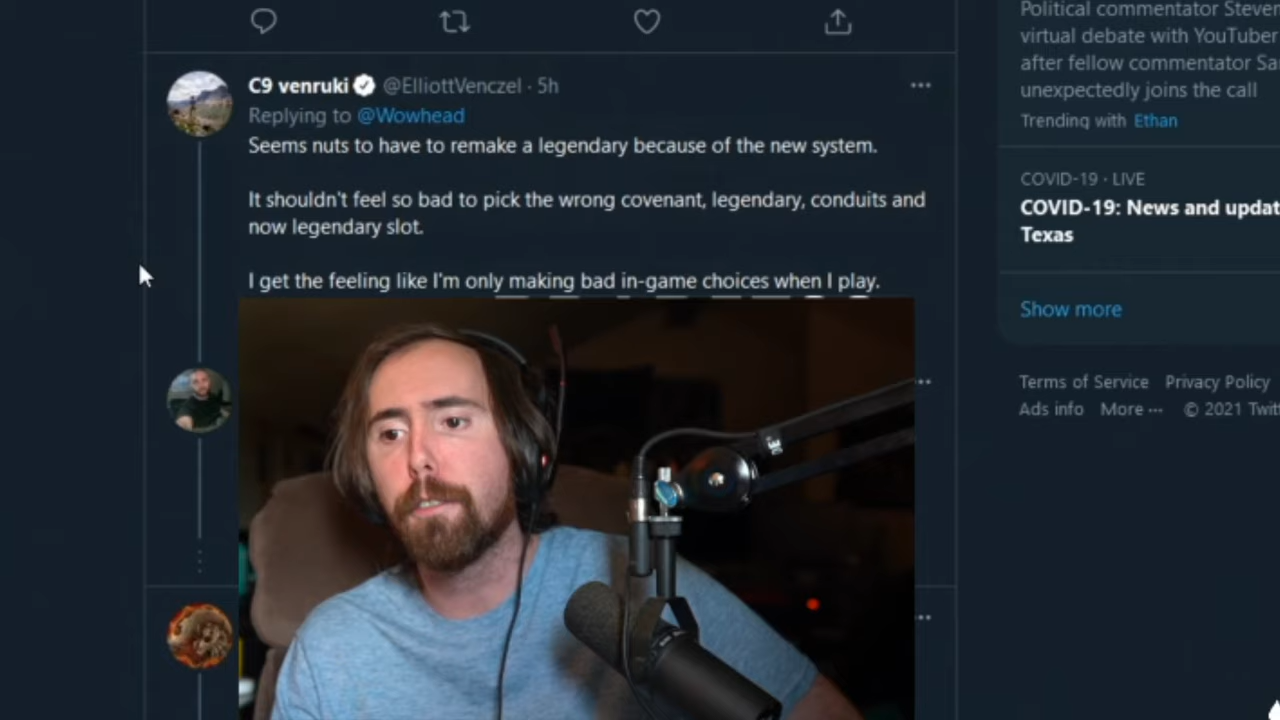 C9 venruki @ElliottVenczel · 5h
Replying to @Wowhead
Seems nuts to have to remake a legendary because of the new system.
It shouldn't feel so bad to pick the wrong covenant, legendary, conduits and
now legendary slot.
I get the feeling like I'm only making bad in-game choices when I play.
Political commentator Steven
virtual debate with YouTuber
after fellow commentator Sa
unexpectedly joins the call
Trending with Ethan
COVID-19 · LIVE
COVID-19: News and updat
Texas
Show more
Terms of Service Privacy Policy
Ads info More ··· © 2021 Twit